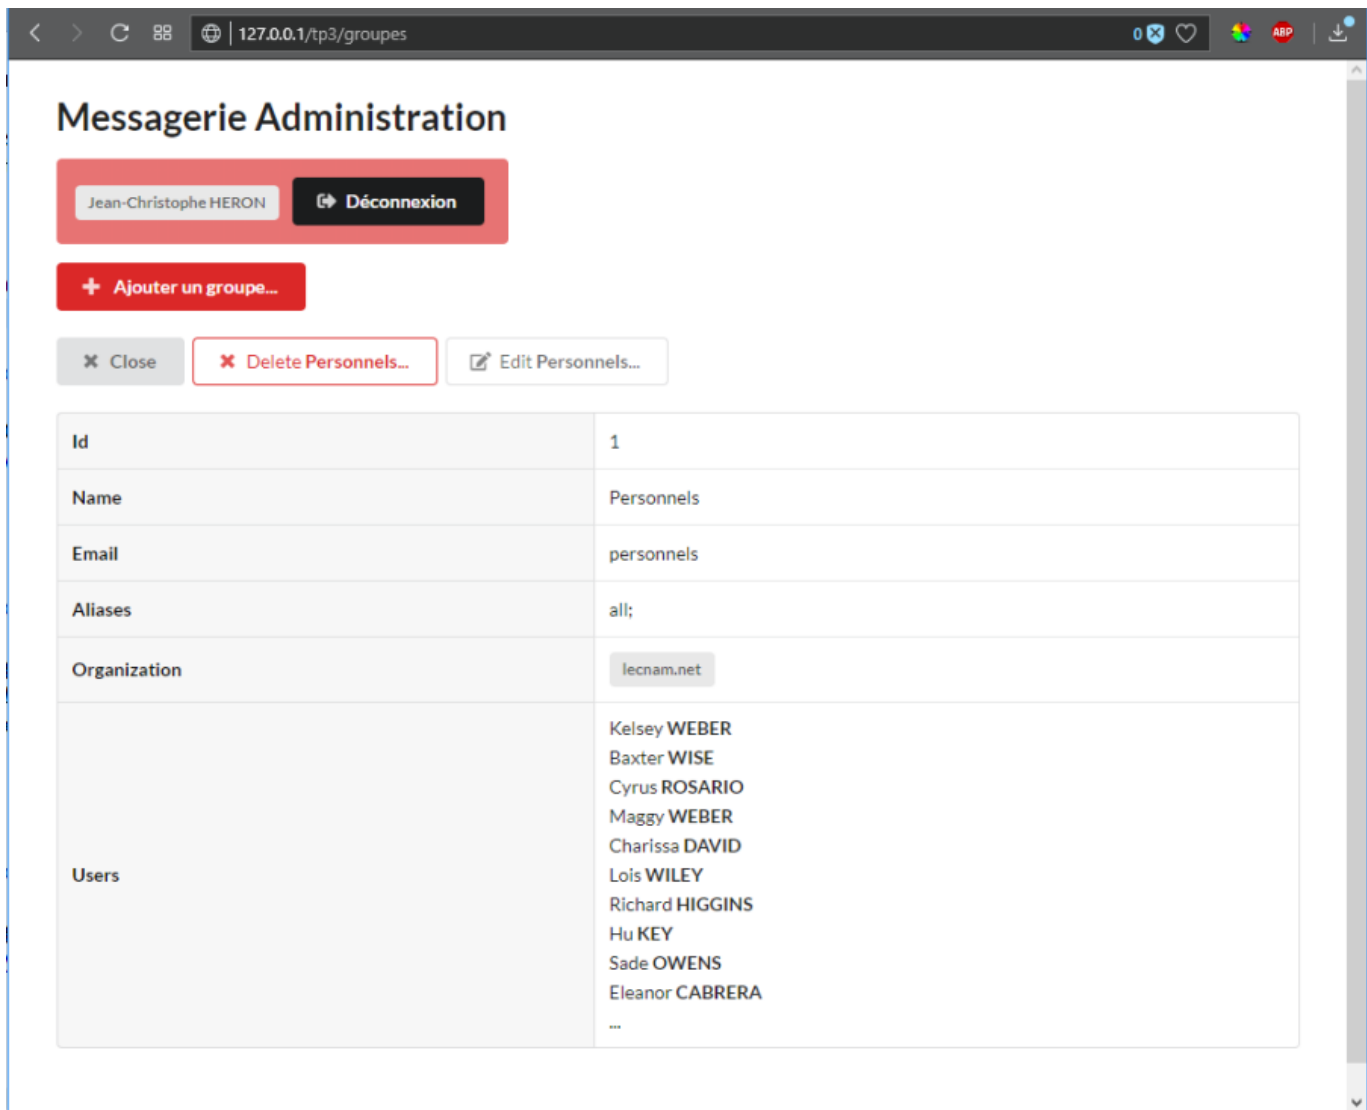 127.0.0.1/tp3/groupes
0
ABP
Messagerie Administration
Jean-Christophe HERON
Déconnexion
Ajouter un groupe...
Close
Delete Personnels...
Edit Personnels...
Id
1
Name
Personnels
Email
personnels
Aliases
all;
Organization
lecnam.net
Users
Kelsey WEBER
Baxter WISE
Cyrus ROSARIO
Maggy WEBER
Charissa DAVID
Lois WILEY
Richard HIGGINS
Hu KEY
Sade OWENS
Eleanor CABRERA
...